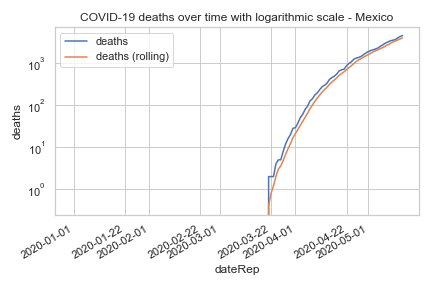 COVID-19 deaths over time with logarithmic scale - Mexico
deaths
deaths (rolling)
10³
10²
10¹
10⁰
deaths
2020-01-01
2020-01-22
2020-02-01
2020-02-22
2020-03-01
2020-03-22
2020-04-01
2020-04-22
2020-05-01
dateRep